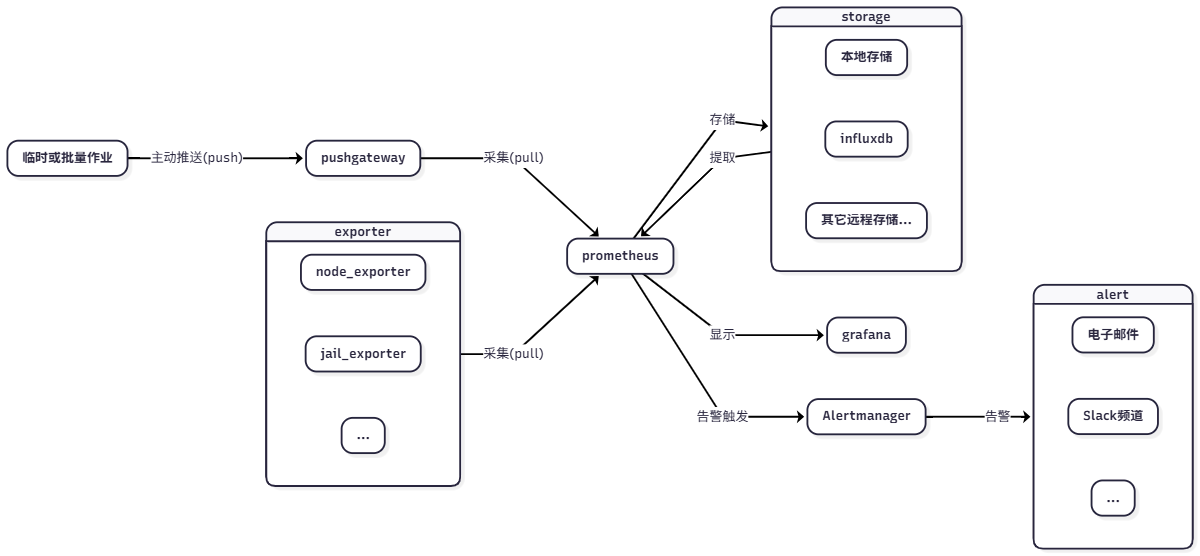 storage
本地存储
influxdb
其它远程存储...
存储
提取
临时或批量作业
主动推送(push)
pushgateway
采集(pull)
exporter
node_exporter
jail_exporter
...
采集(pull)
prometheus
显示
grafana
告警触发
Alertmanager
告警
alert
电子邮件
Slack频道
...